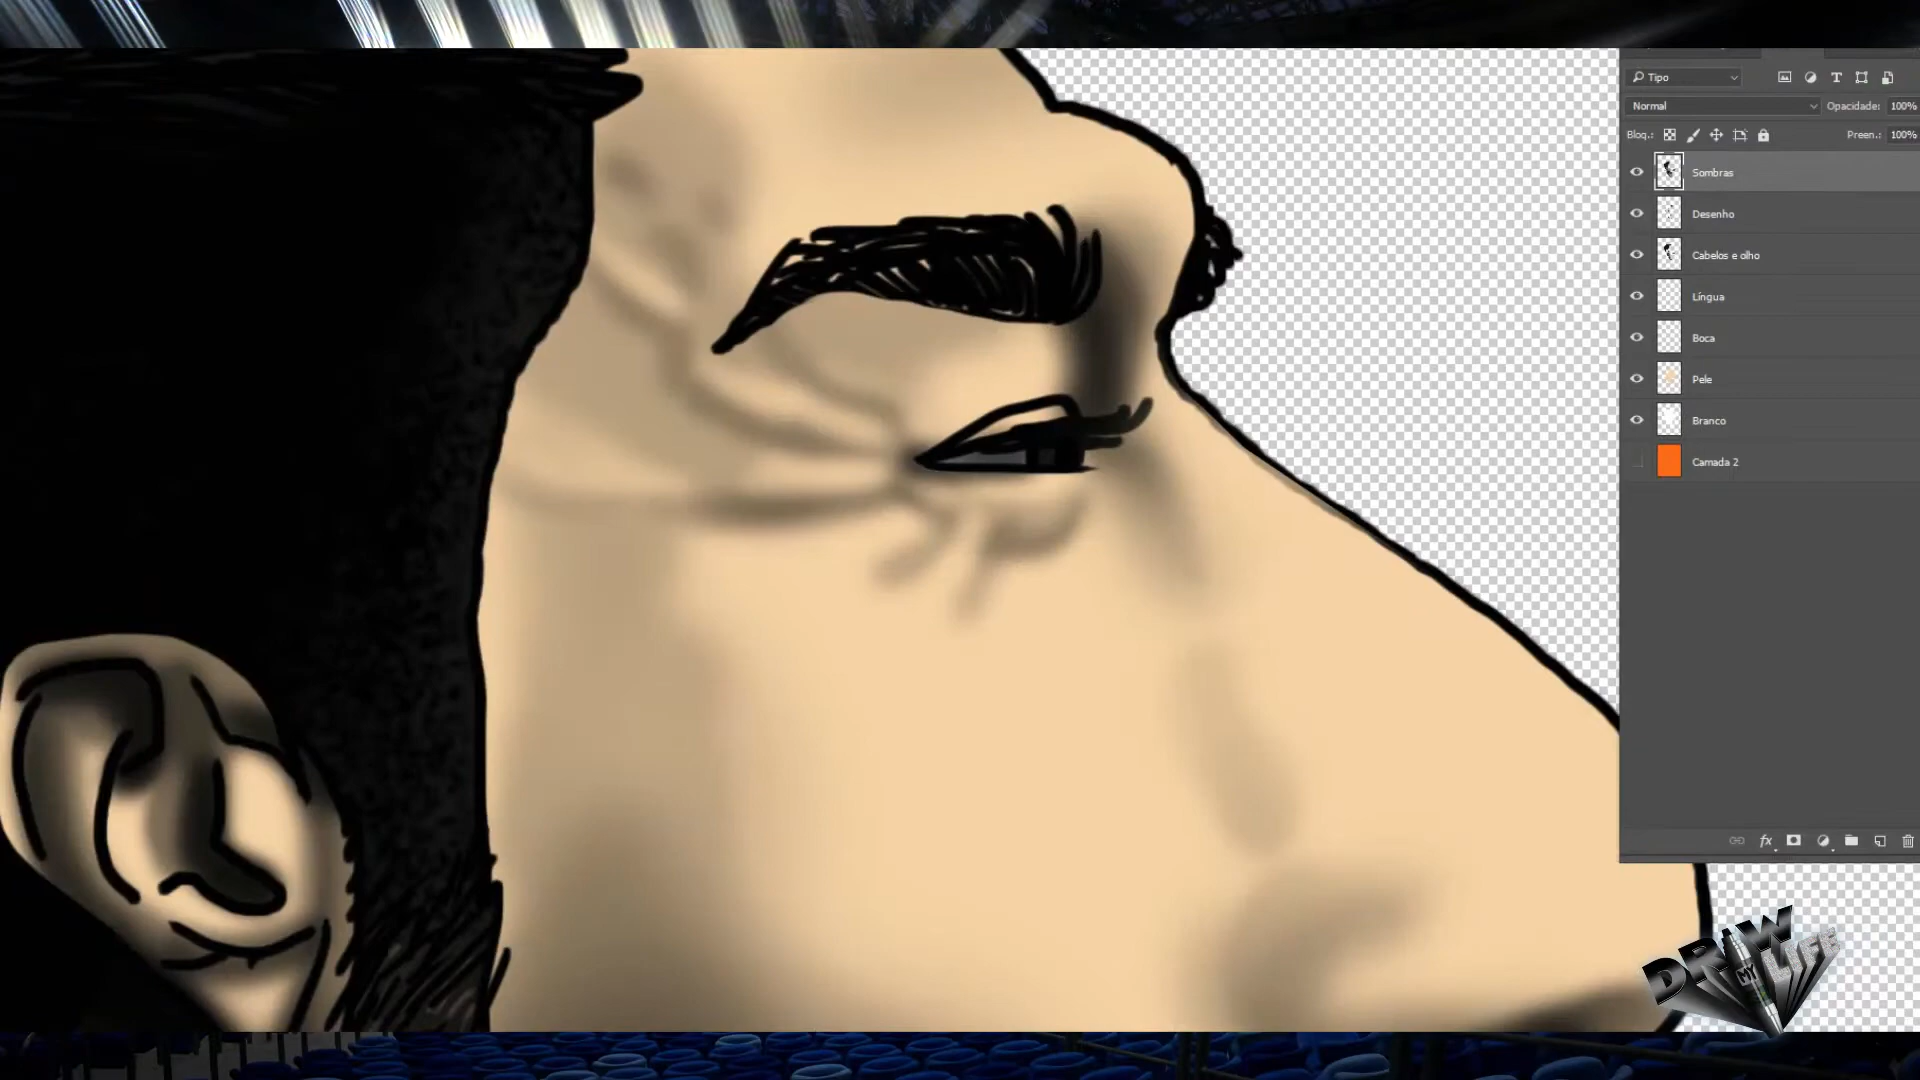 Tipo
Normal Opacidade: 100%
Bloq.: Preen.: 100%
Sombras
Desenho
Cabelos e olho
Língua
Boca
Pele
Branco
Camada 2
fx
DRAW
MY
LIFE